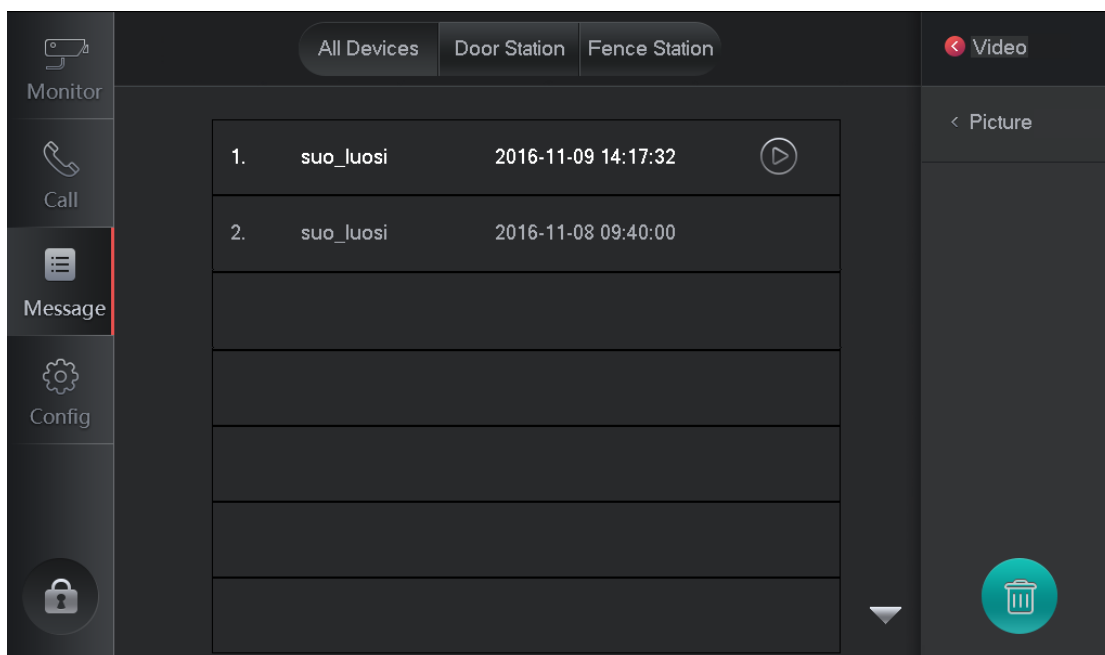 All Devices Door Station Fence Station
Video
Picture
Monitor
Call
Message
Config
1. suo_luosi 2016-11-09 14:17:32
2. suo_luosi 2016-11-08 09:40:00